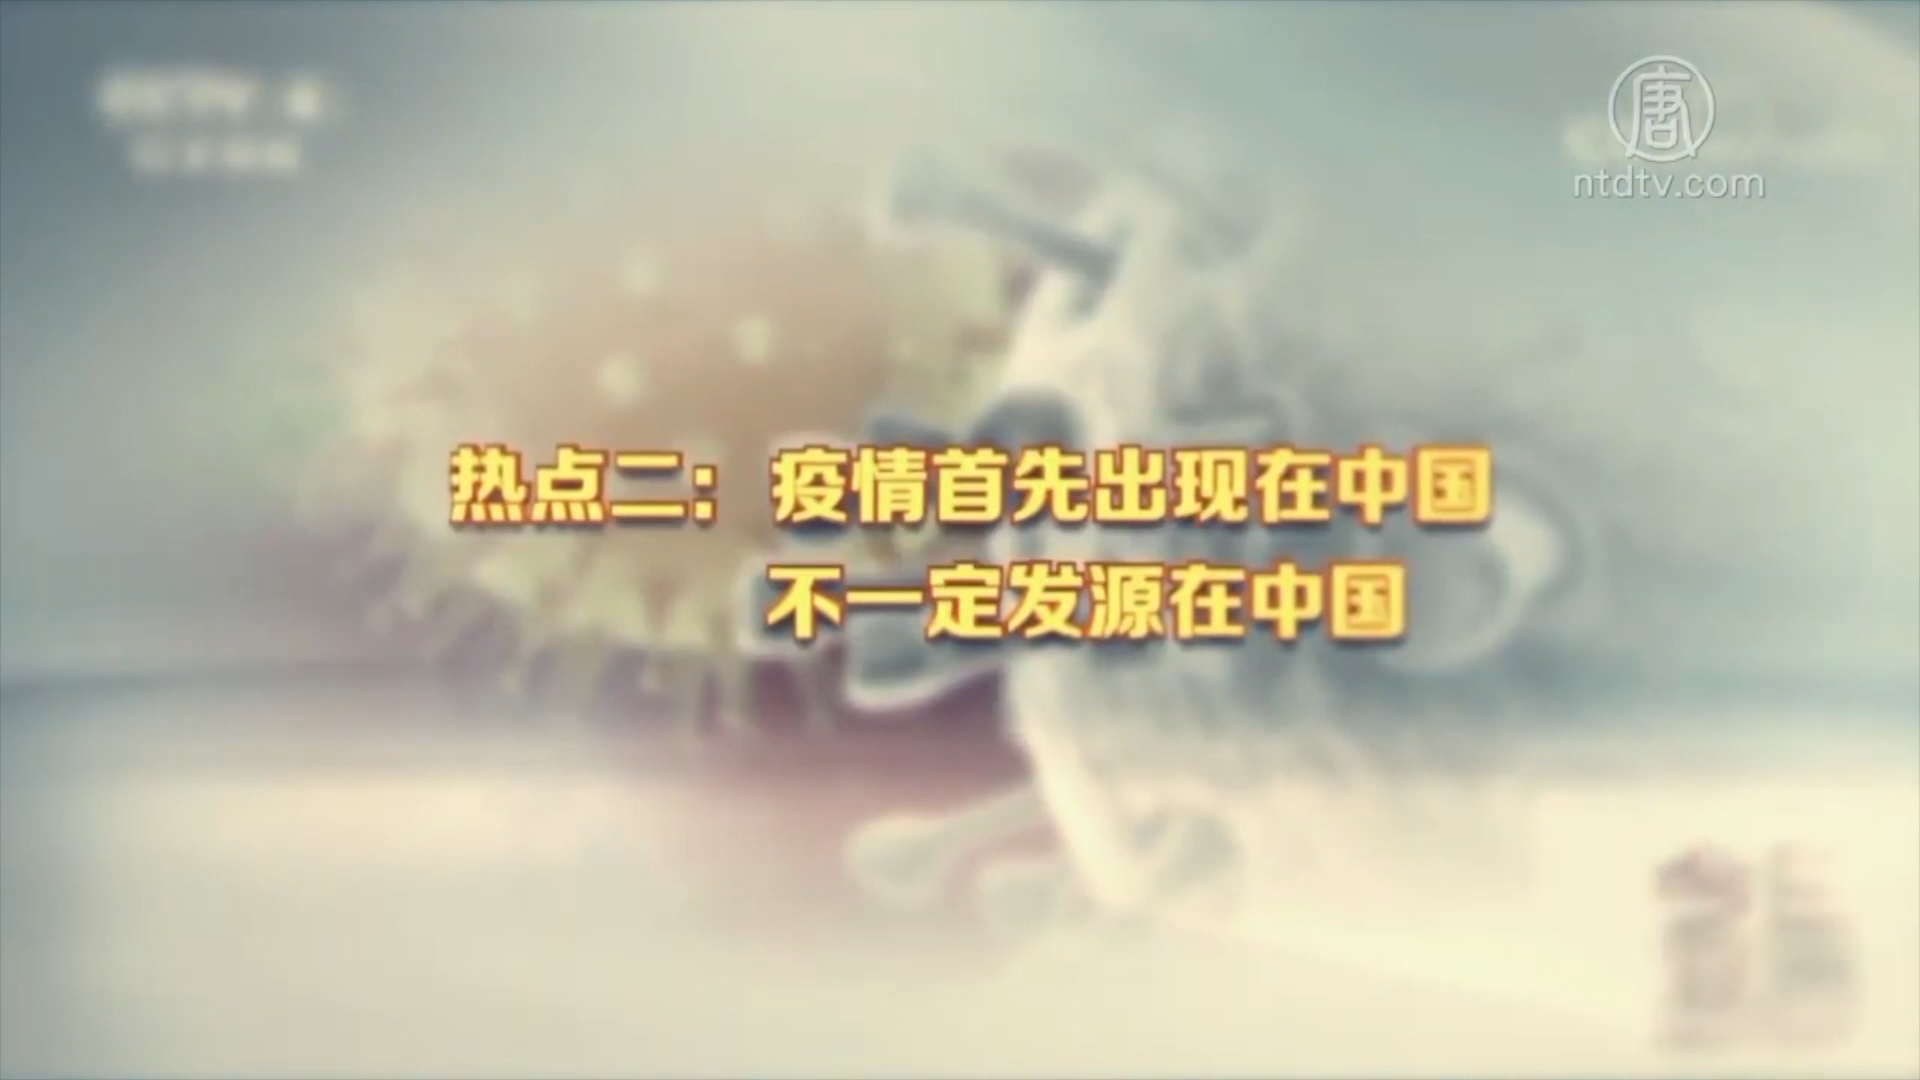 唐
ntdtv.com
热点二：疫情首先出现在中国
不一定发源在中国